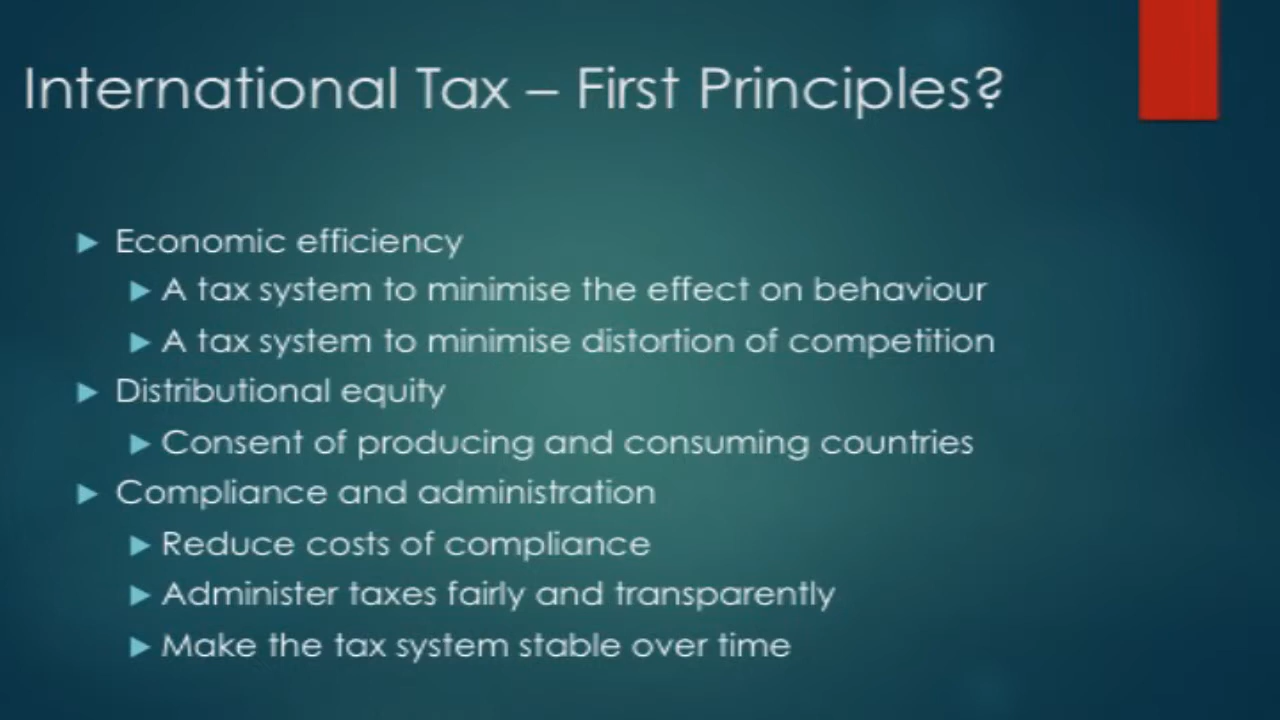 International Tax – First Principles?
Economic efficiency
A tax system to minimise the effect on behaviour
A tax system to minimise distortion of competition
Distributional equity
Consent of producing and consuming countries
Compliance and administration
Reduce costs of compliance
Administer taxes fairly and transparently
Make the tax system stable over time